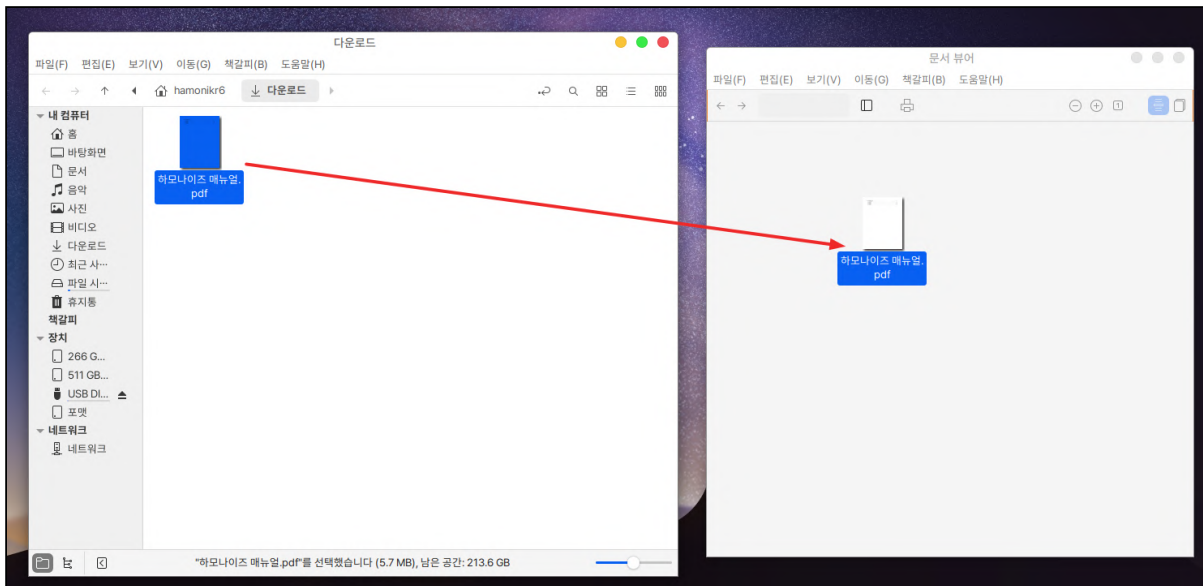 다운로드
파일(F) 편집(E) 보기(V) 이동(G) 책갈피(B) 도움말(H)
hamonikr6 다운로드
내 컴퓨터
홈
바탕화면
문서
음악
사진
비디오
다운로드
최근 사…
파일 시…
휴지통
책갈피
장치
266 G...
511 GB...
USB DI...
포맷
네트워크
네트워크
하모나이즈 매뉴얼.
pdf
"하모나이즈 매뉴얼.pdf"를 선택했습니다 (5.7 MB), 남은 공간: 213.6 GB
문서 뷰어
파일(F) 편집(E) 보기(V) 이동(G) 책갈피(B) 도움말(H)
1
하모나이즈 매뉴얼.
pdf